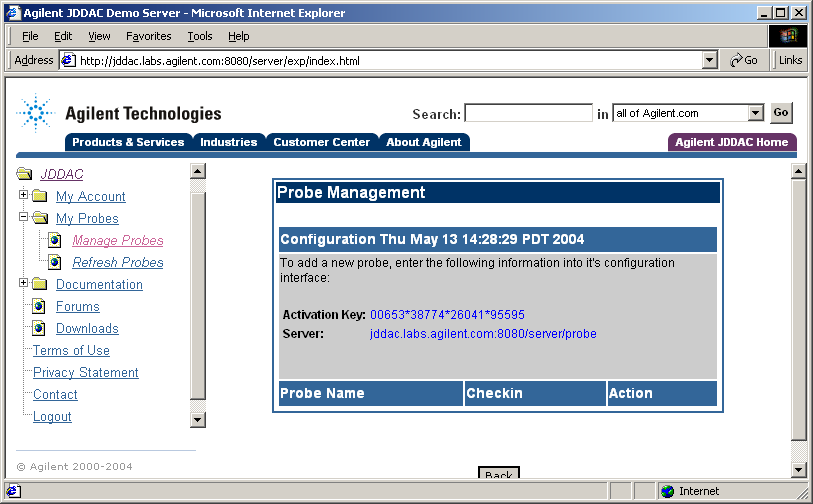 Agilent JDDAC Demo Server - Microsoft Internet Explorer
File Edit View Favorites Tools Help
Address http://jddac.labs.agilent.com:8080/server/exp/index.html Go Links
Agilent Technologies
Search: in all of Agilent.com Go
Products & Services Industries Customer Center About Agilent Agilent JDDAC Home
JDDAC
My Account
My Probes
Manage Probes
Refresh Probes
Documentation
Forums
Downloads
Terms of Use
Privacy Statement
Contact
Logout
© Agilent 2000-2004
Probe Management
Configuration Thu May 13 14:28:29 PDT 2004
To add a new probe, enter the following information into it's configuration
interface:
Activation Key: 00653*38774*26041*95595
Server: jddac.labs.agilent.com:8080/server/probe
Probe Name Checkin Action
Back
Internet